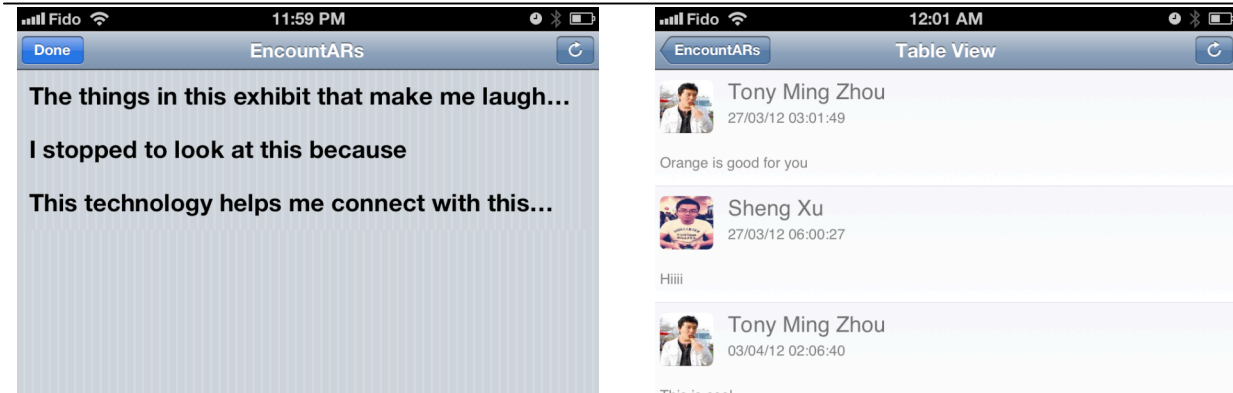 Fido 11:59 PM
Done EncountARs
The things in this exhibit that make me laugh...
I stopped to look at this because
This technology helps me connect with this...
Fido 12:01 AM
EncountARs Table View
Tony Ming Zhou
27/03/12 03:01:49
Orange is good for you
Sheng Xu
27/03/12 06:00:27
Hiiii
Tony Ming Zhou
03/04/12 02:06:40